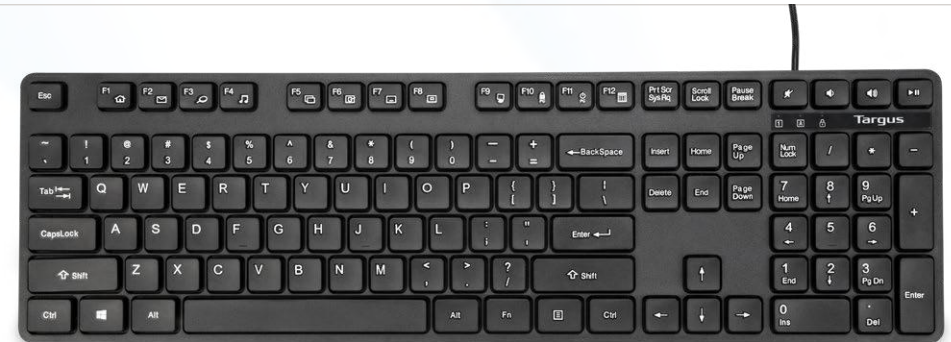 Esc F1 F2 F3 F4 F5 F6 F7 F8 F9 F10 F11 F12 Prt Scr SysRq Scroll Lock Pause Break
Targus
~ ` ! 1 @ 2 # 3 $ 4 % 5 ^ 6 & 7 * 8 ( 9 ) 0 — - + = ←BackSpace Insert Home Page Up Num Lock / * -
Tab Q W E R T Y U I O P { [ } ] | \ Delete End Page Down 7 Home 8 ↑ 9 PgUp +
CapsLock A S D F G H J K L : ; " ' Enter 4 ← 5 6 →
Shift Z X C V B N M < , > . ? / Shift ↑ 1 End 2 ↓ 3 Pg Dn Enter
Ctrl Alt Alt Fn Ctrl ← ↓ → 0 Ins . Del